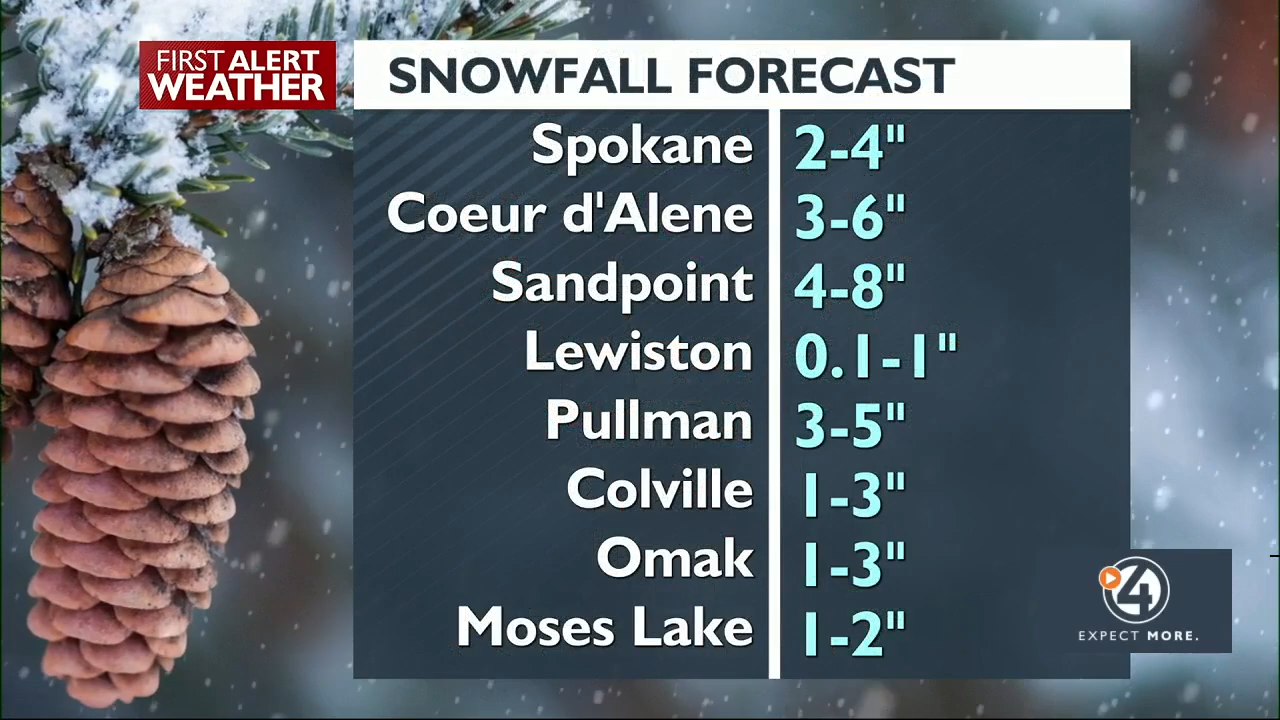 FIRST ALERT
WEATHER
SNOWFALL FORECAST
Spokane 2-4"
Coeur d'Alene 3-6"
Sandpoint 4-8"
Lewiston 0.1-1"
Pullman 3-5"
Colville 1-3"
Omak 1-3"
Moses Lake 1-2"
4
EXPECT MORE.